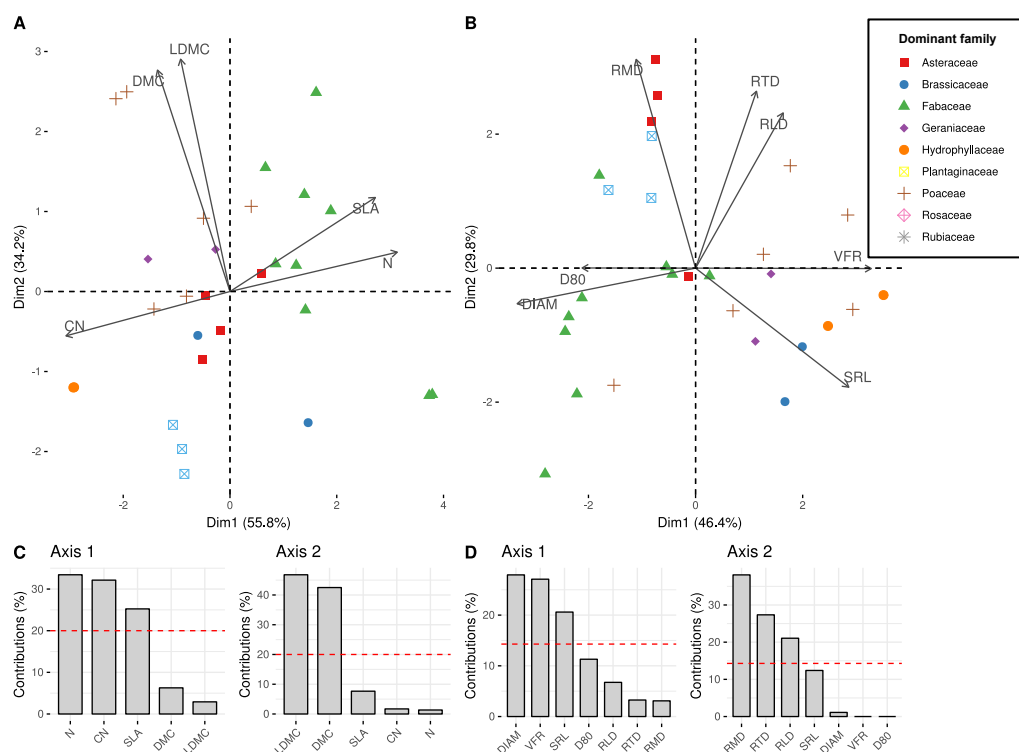 A
B
Dominant family
Asteraceae
Brassicaceae
Fabaceae
Geraniaceae
Hydrophyllaceae
Plantaginaceae
Poaceae
Rosaceae
Rubiaceae
Dim2 (34.2%)
3
2
1
0
-1
-2
LDMC
DMC
SLA
N
CN
-2
0
2
4
Dim1 (55.8%)
Dim2 (29.8%)
2
0
-2
RMD
RTD
RLD
VFR
D80
DIAM
SRL
-2
0
2
Dim1 (46.4%)
C
Axis 1
Contributions (%)
30
20
10
0
N
CN
SLA
DMC
LDMC
Axis 2
Contributions (%)
40
30
20
10
0
LDMC
DMC
SLA
CN
N
D
Axis 1
Contributions (%)
20
10
0
DIAM
VFR
SRL
D80
RLD
RTD
RMD
Axis 2
Contributions (%)
30
20
10
0
RMD
RTD
RLD
SRL
DIAM
VFR
D80